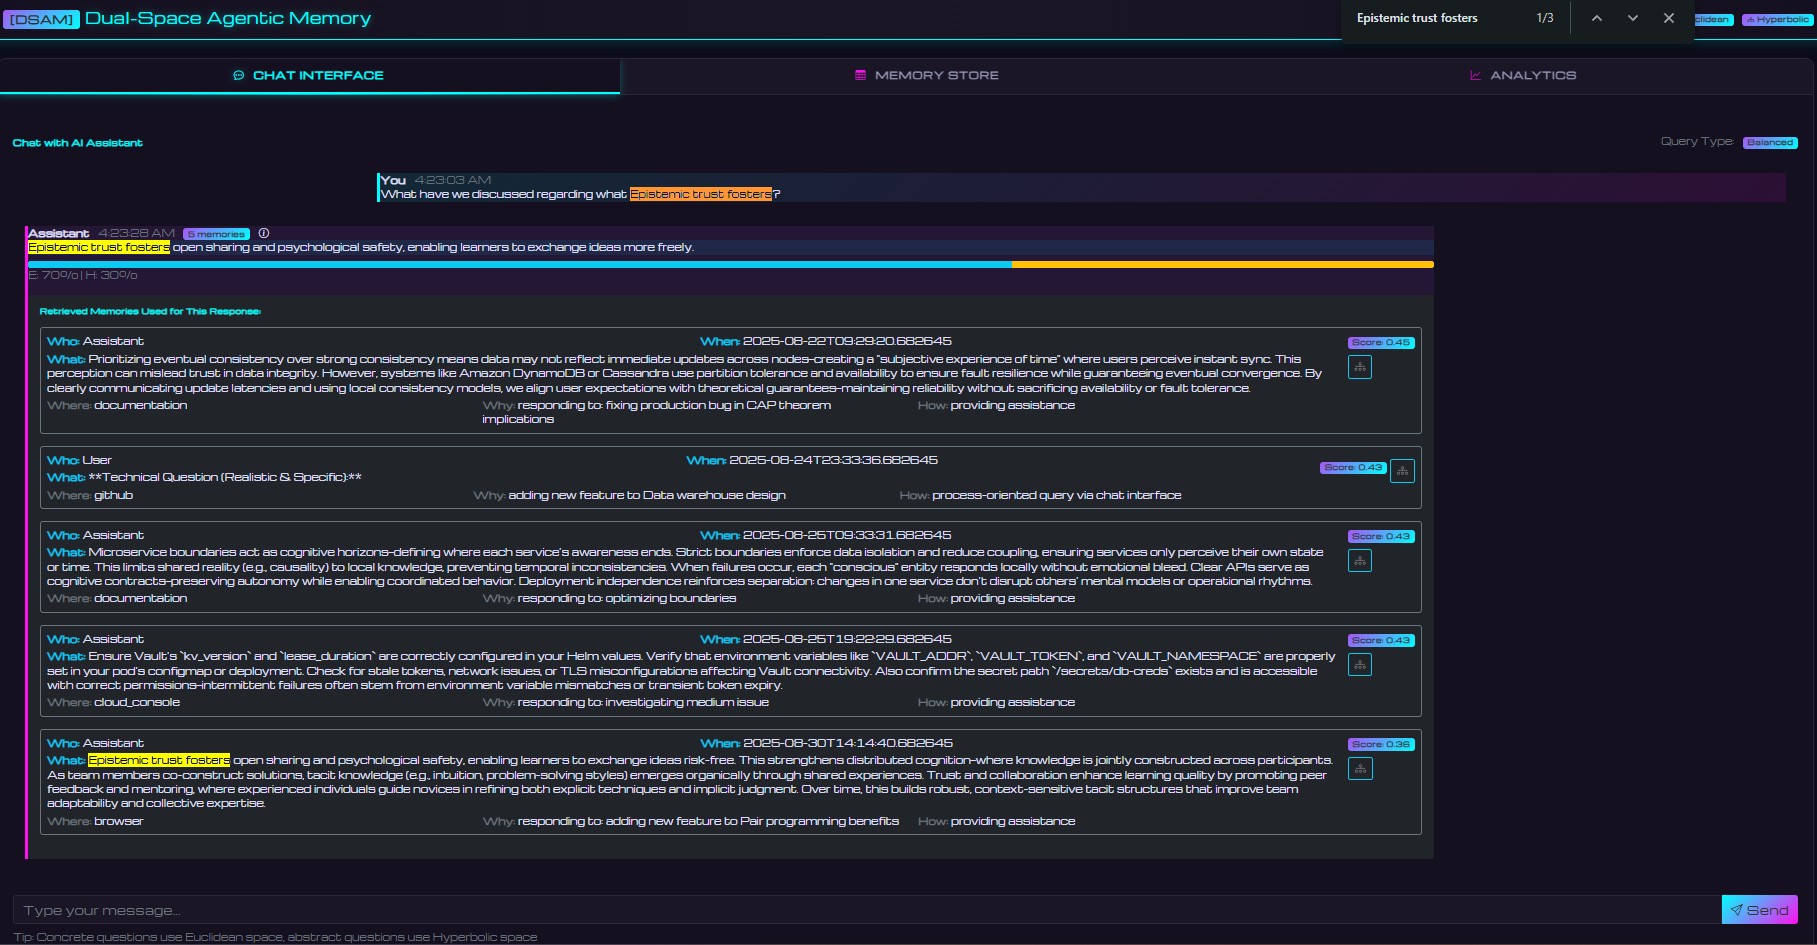 [DSAM] Dual-Space Agentic Memory
Epistemic trust fosters 1/3
clidean Hyperbolic
CHAT INTERFACE
MEMORY STORE
ANALYTICS
Chat with AI Assistant
Query Type: Balanced
You 4:23:03 AM
What have we discussed regarding what Epistemic trust fosters?
Assistant 4:23:28 AM 5 memories
Epistemic trust fosters open sharing and psychological safety, enabling learners to exchange ideas more freely.
E: 70% | H: 30%
Retrieved Memories Used for This Response:
Who: Assistant When: 2025-08-22T09:29:20.682645 Score: 0.45
What: Prioritizing eventual consistency over strong consistency means data may not reflect immediate updates across nodes-creating a "subjective experience of time" where users perceive instant sync. This
perception can mislead trust in data integrity. However, systems like Amazon DynamoDB or Cassandra use partition tolerance and availability to ensure fault resilience while guaranteeing eventual convergence. By
clearly communicating update latencies and using local consistency models, we align user expectations with theoretical guarantees-maintaining reliability without sacrificing availability or fault tolerance.
Where: documentation Why: responding to: fixing production bug in CAP theorem How: providing assistance
implications
Who: User When: 2025-08-24T23:33:36.682645 Score: 0.43
What: **Technical Question (Realistic & Specific):**
Where: github Why: adding new feature to Data warehouse design How: process-oriented query via chat interface
Who: Assistant When: 2025-08-25T09:33:31.682645 Score: 0.43
What: Microservice boundaries act as cognitive horizons-defining where each service's awareness ends. Strict boundaries enforce data isolation and reduce coupling, ensuring services only perceive their own state
or time. This limits shared reality (e.g., causality) to local knowledge, preventing temporal inconsistencies. When failures occur, each "conscious" entity responds locally without emotional bleed. Clear APIs serve as
cognitive contracts-preserving autonomy while enabling coordinated behavior. Deployment independence reinforces separation: changes in one service don't disrupt others' mental models or operational rhythms.
Where: documentation Why: responding to: optimizing boundaries How: providing assistance
Who: Assistant When: 2025-08-25T19:22:29.682645 Score: 0.43
What: Ensure Vault's `kv_version` and `lease_duration` are correctly configured in your Helm values. Verify that environment variables like `VAULT_ADDR`, `VAULT_TOKEN`, and `VAULT_NAMESPACE` are properly
set in your pod's configmap or deployment. Check for stale tokens, network issues, or TLS misconfigurations affecting Vault connectivity. Also confirm the secret path `/secrets/db-creds` exists and is accessible
with correct permissions-intermittent failures often stem from environment variable mismatches or transient token expiry.
Where: cloud_console Why: responding to: investigating medium issue How: providing assistance
Who: Assistant When: 2025-08-30T14:14:40.682645 Score: 0.36
What: Epistemic trust fosters open sharing and psychological safety, enabling learners to exchange ideas risk-free. This strengthens distributed cognition-where knowledge is jointly constructed across participants.
As team members co-construct solutions, tacit knowledge (e.g., intuition, problem-solving styles) emerges organically through shared experiences. Trust and collaboration enhance learning quality by promoting peer
feedback and mentoring, where experienced individuals guide novices in refining both explicit techniques and implicit judgment. Over time, this builds robust, context-sensitive tacit structures that improve team
adaptability and collective expertise.
Where: browser Why: responding to: adding new feature to Pair programming benefits How: providing assistance
Type your message...
Send
Tip: Concrete questions use Euclidean space, abstract questions use Hyperbolic space